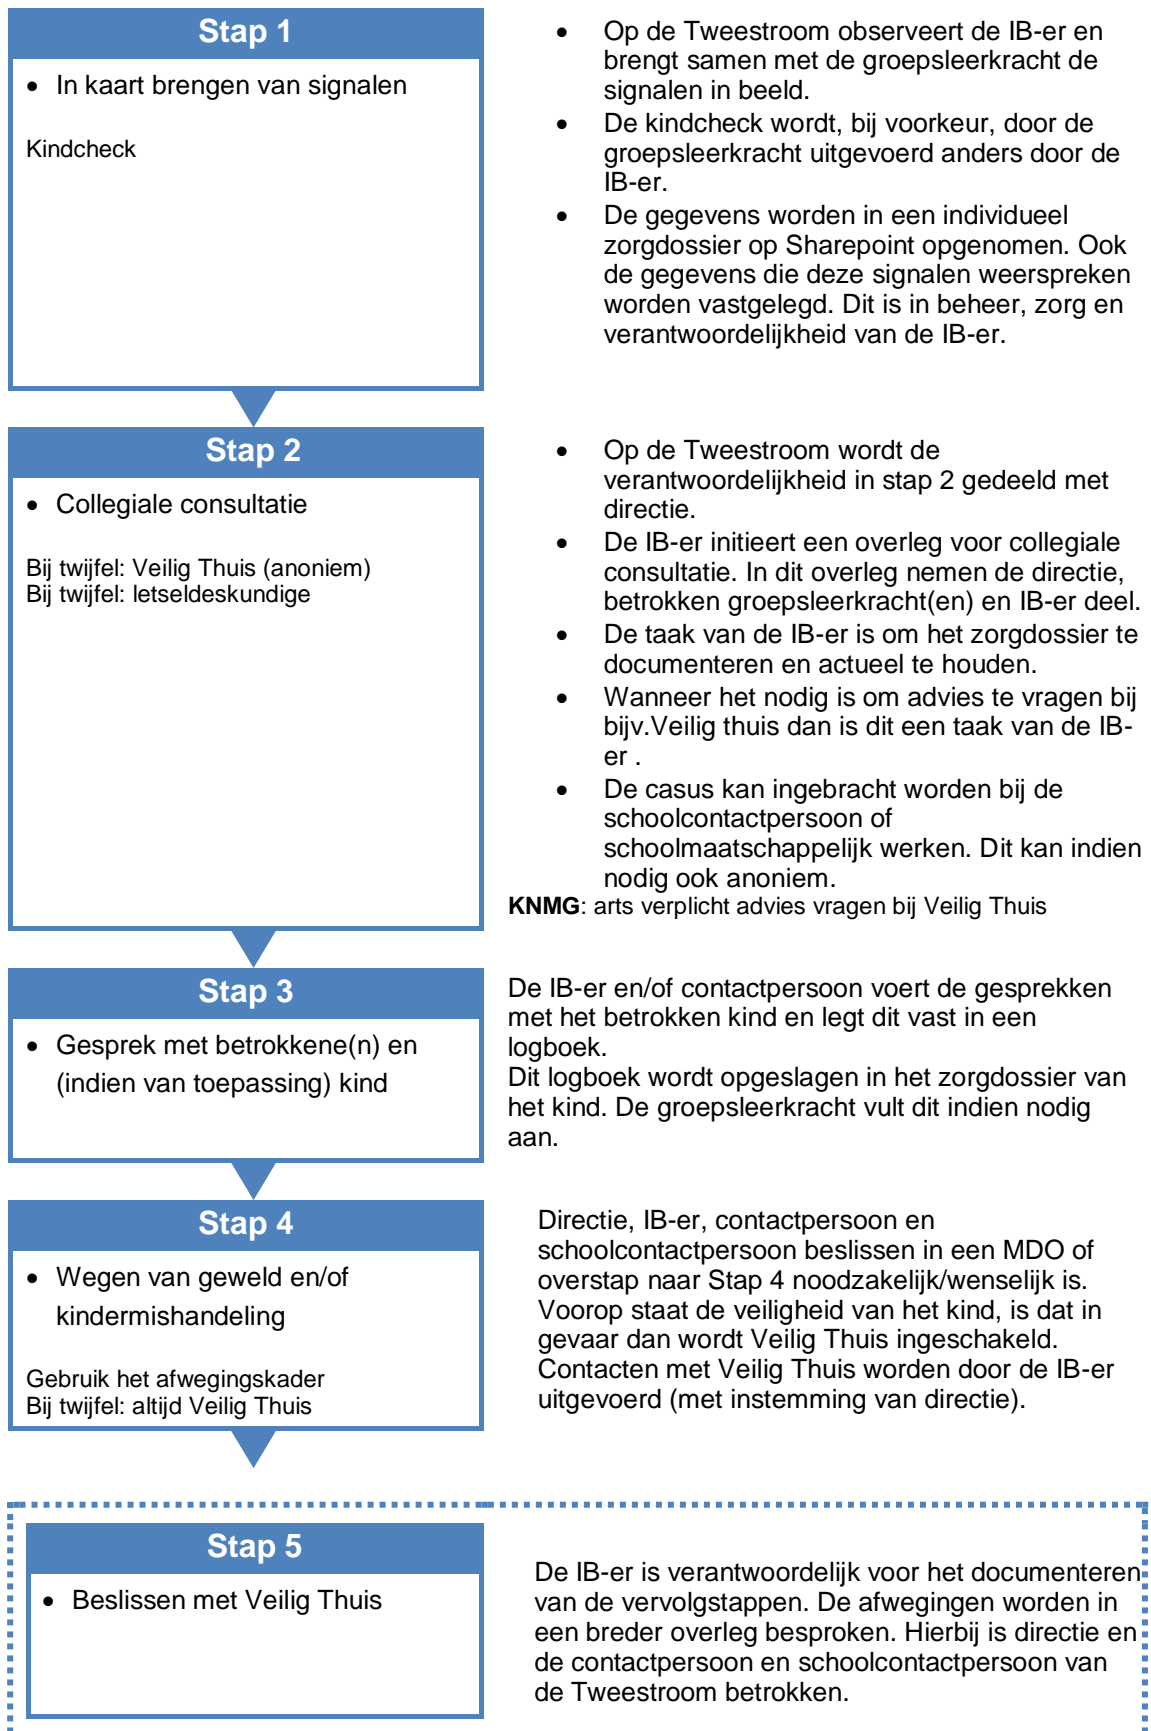 Stap 1
• In kaart brengen van signalen
Kindcheck
• Op de Tweestroom observeert de IB-er en
brengt samen met de groepsleerkracht de
signalen in beeld.
• De kindcheck wordt, bij voorkeur, door de
groepsleerkracht uitgevoerd anders door de
IB-er.
• De gegevens worden in een individueel
zorgdossier op Sharepoint opgenomen. Ook
de gegevens die deze signalen weerspreken
worden vastgelegd. Dit is in beheer, zorg en
verantwoordelijkheid van de IB-er.
Stap 2
• Collegiale consultatie
Bij twijfel: Veilig Thuis (anoniem)
Bij twijfel: letseldeskundige
• Op de Tweestroom wordt de
verantwoordelijkheid in stap 2 gedeeld met
directie.
• De IB-er initieert een overleg voor collegiale
consultatie. In dit overleg nemen de directie,
betrokken groepsleerkracht(en) en IB-er deel.
• De taak van de IB-er is om het zorgdossier te
documenteren en actueel te houden.
• Wanneer het nodig is om advies te vragen bij
bijv.Veilig thuis dan is dit een taak van de IB-
er .
• De casus kan ingebracht worden bij de
schoolcontactpersoon of
schoolmaatschappelijk werken. Dit kan indien
nodig ook anoniem.
KNMG: arts verplicht advies vragen bij Veilig Thuis
Stap 3
• Gesprek met betrokkene(n) en
(indien van toepassing) kind
De IB-er en/of contactpersoon voert de gesprekken
met het betrokken kind en legt dit vast in een
logboek.
Dit logboek wordt opgeslagen in het zorgdossier van
het kind. De groepsleerkracht vult dit indien nodig
aan.
Stap 4
• Wegen van geweld en/of
kindermishandeling
Gebruik het afwegingskader
Bij twijfel: altijd Veilig Thuis
Directie, IB-er, contactpersoon en
schoolcontactpersoon beslissen in een MDO of
overstap naar Stap 4 noodzakelijk/wenselijk is.
Voorop staat de veiligheid van het kind, is dat in
gevaar dan wordt Veilig Thuis ingeschakeld.
Contacten met Veilig Thuis worden door de IB-er
uitgevoerd (met instemming van directie).
Stap 5
• Beslissen met Veilig Thuis
De IB-er is verantwoordelijk voor het documenteren
van de vervolgstappen. De afwegingen worden in
een breder overleg besproken. Hierbij is directie en
de contactpersoon en schoolcontactpersoon van
de Tweestroom betrokken.